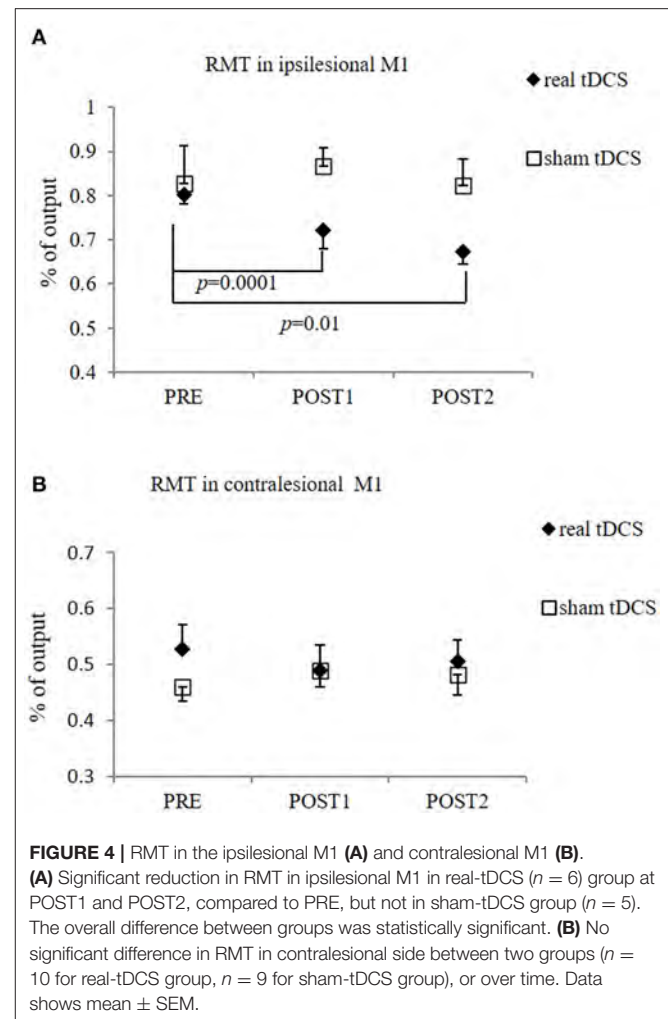 A
RMT in ipsilesional M1
◆ real tDCS
□ sham tDCS
% of output
1
0.9
0.8
0.7
0.6
0.5
0.4
p=0.0001
p=0.01
PRE POST1 POST2
B
RMT in contralesional M1
◆ real tDCS
□ sham tDCS
% of output
0.7
0.6
0.5
0.4
0.3
PRE POST1 POST2
FIGURE 4 | RMT in the ipsilesional M1 (A) and contralesional M1 (B).
(A) Significant reduction in RMT in ipsilesional M1 in real-tDCS (n = 6) group at
POST1 and POST2, compared to PRE, but not in sham-tDCS group (n = 5).
The overall difference between groups was statistically significant. (B) No
significant difference in RMT in contralesional side between two groups (n =
10 for real-tDCS group, n = 9 for sham-tDCS group), or over time. Data
shows mean ± SEM.